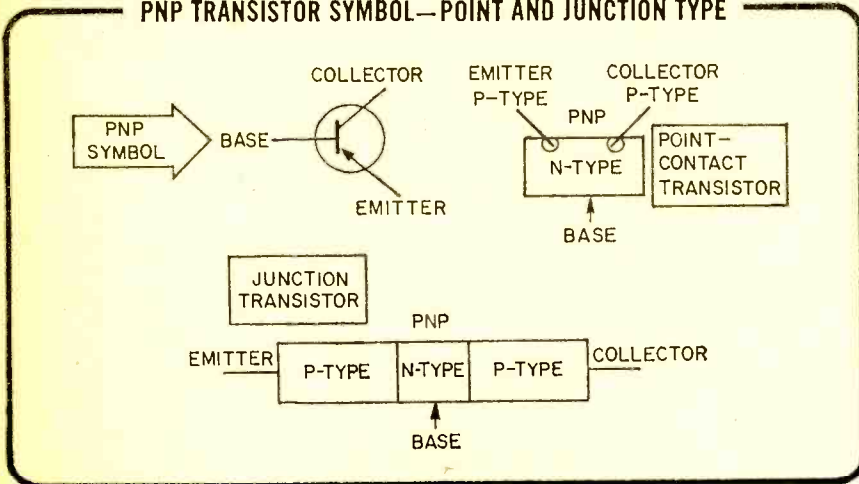 PNP TRANSISTOR SYMBOL—POINT AND JUNCTION TYPE
PNP
SYMBOL
BASE
COLLECTOR
EMITTER
EMITTER
P-TYPE
PNP
COLLECTOR
P-TYPE
N-TYPE
BASE
POINT-
CONTACT
TRANSISTOR
JUNCTION
TRANSISTOR
PNP
EMITTER
P-TYPE
N-TYPE
P-TYPE
COLLECTOR
BASE